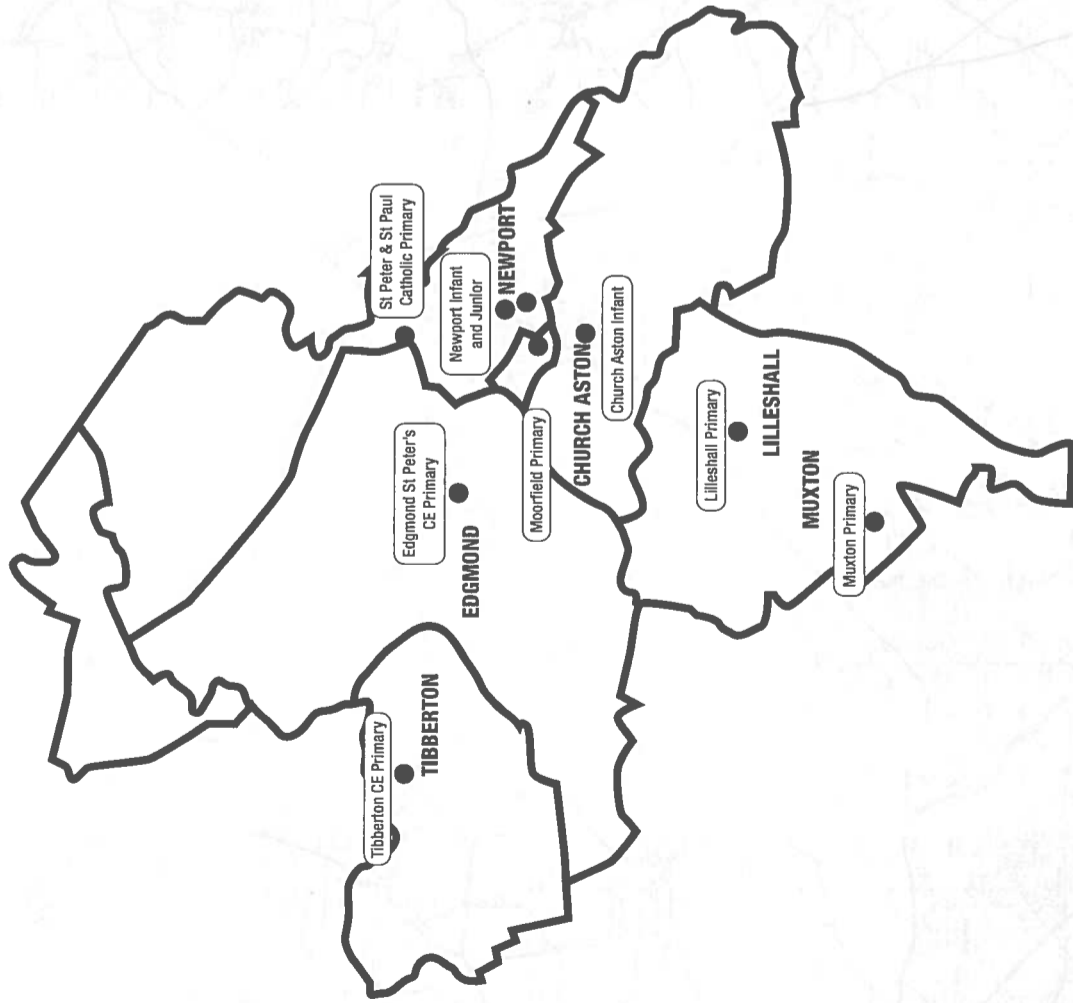 St Peter & St Paul
Catholic Primary
Newport Infant
and Junior
NEWPORT
Edgmond St Peter's
CE Primary
EDGMOND
Moorfield Primary
CHURCH ASTON
Church Aston Infant
Tibberton CE Primary
TIBBERTON
Lilleshall Primary
LILLESHALL
MUXTON
Muxton Primary